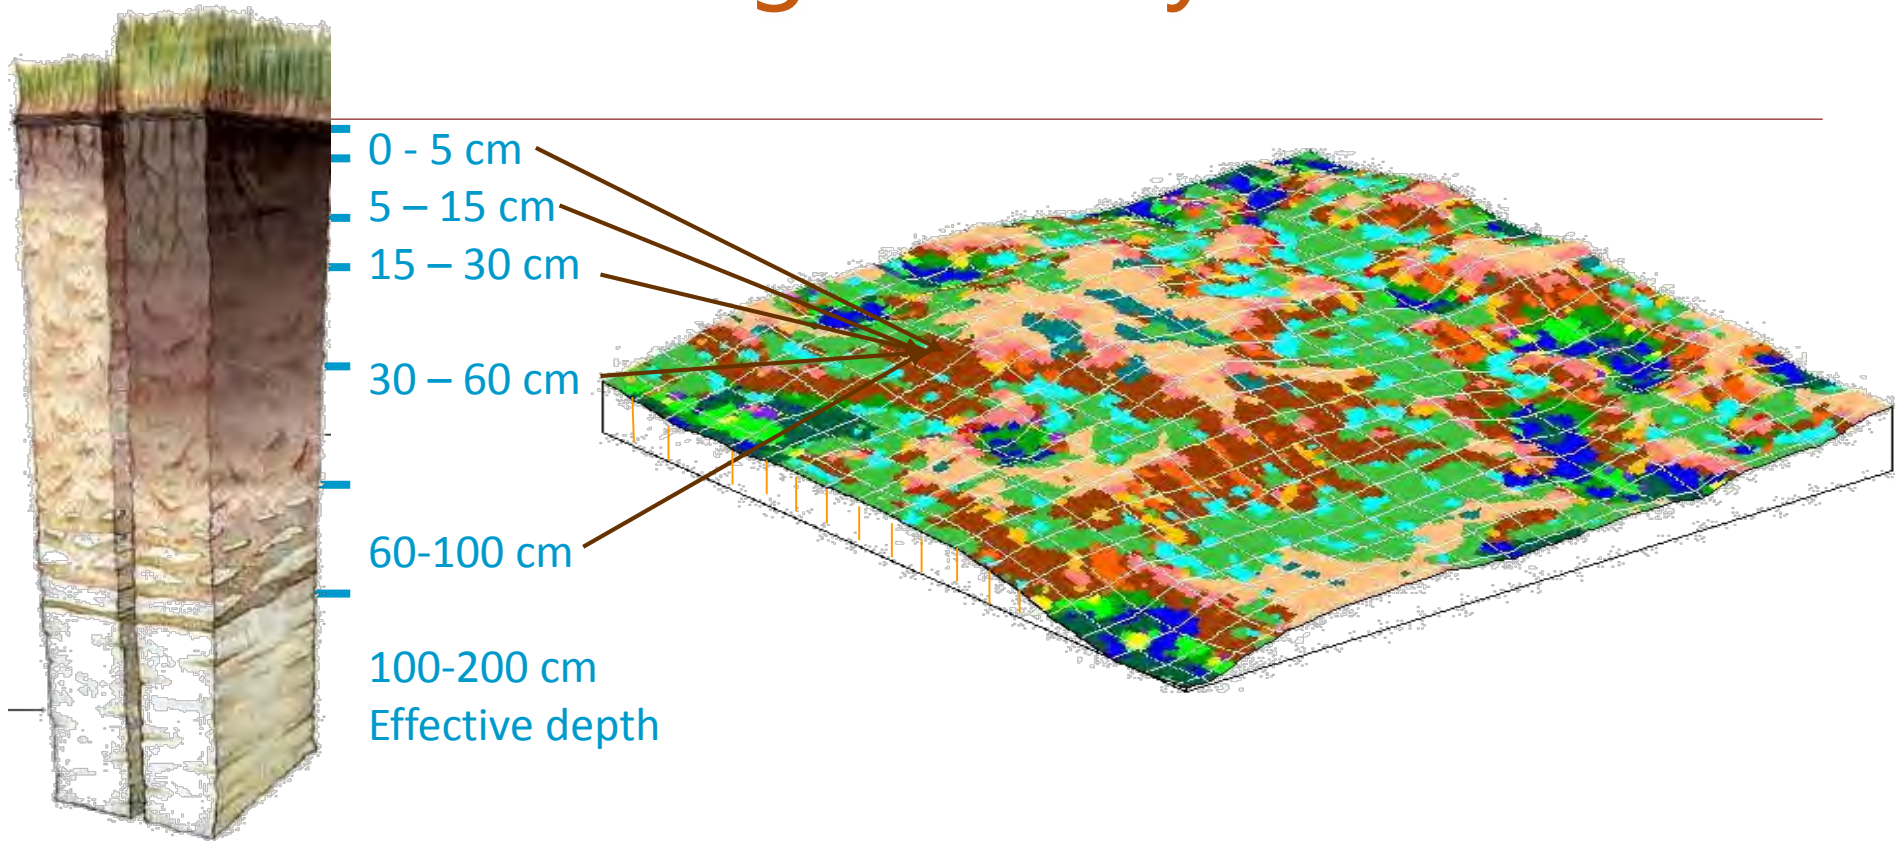 0 - 5 cm
5 – 15 cm
15 – 30 cm
30 – 60 cm
60-100 cm
100-200 cm
Effective depth